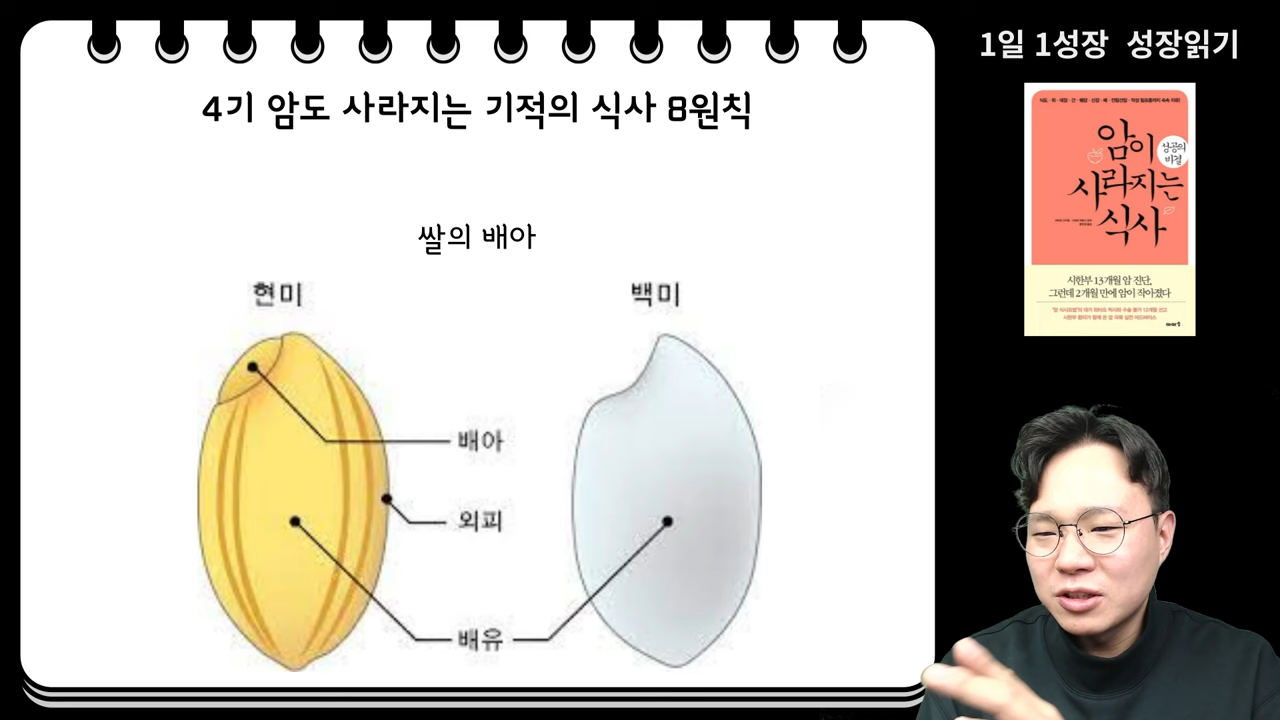 4기 암도 사라지는 기적의 식사 8원칙
쌀의 배아
현미
백미
배아
외피
배유
1일 1성장 성장읽기
암이
사라지는
식사
성공의
비결
시한부 13개월 암 진단,
그런데 2개월 만에 암이 작아졌다